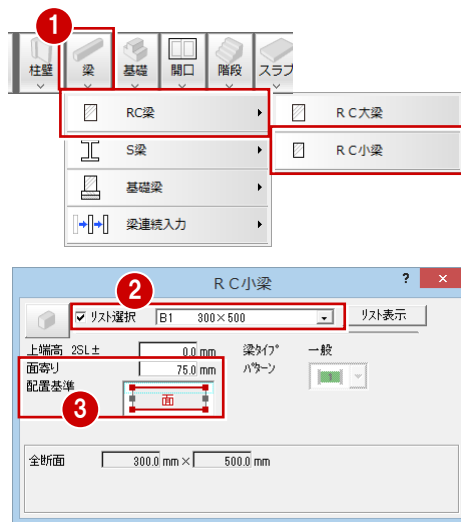 1
柱壁 梁 基礎 開口 階段 スラブ
RC梁 RC大梁
S梁 RC小梁
基礎梁
梁連続入力
2
RC小梁 ? ×
リスト選択 B1 300×500 リスト表示
上端高 2SL± 0.0 mm 梁タイプ 一般
面寄り 75.0 mm パターン 1
配置基準
3
面
全断面 300.0 mm × 500.0 mm